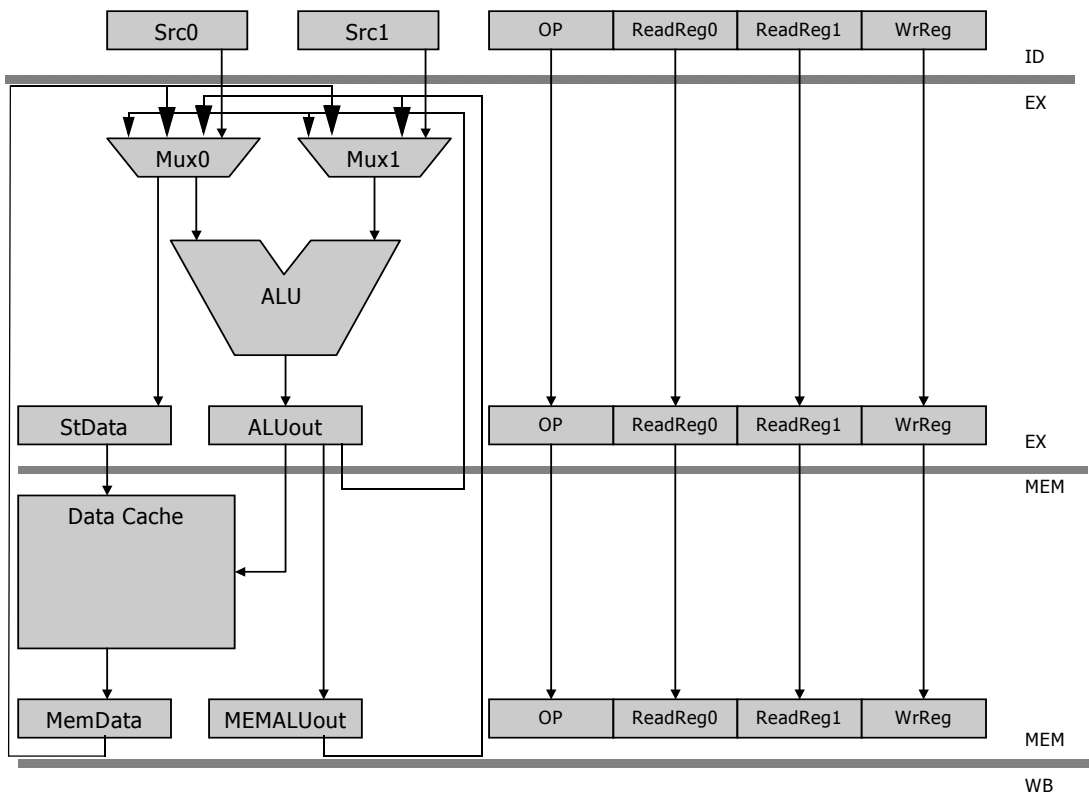 Src0 Src1 OP ReadReg0 ReadReg1 WrReg
ID
EX
Mux0 Mux1
ALU
StData ALUout OP ReadReg0 ReadReg1 WrReg
EX
MEM
Data Cache
MemData MEMALUout OP ReadReg0 ReadReg1 WrReg
MEM
WB